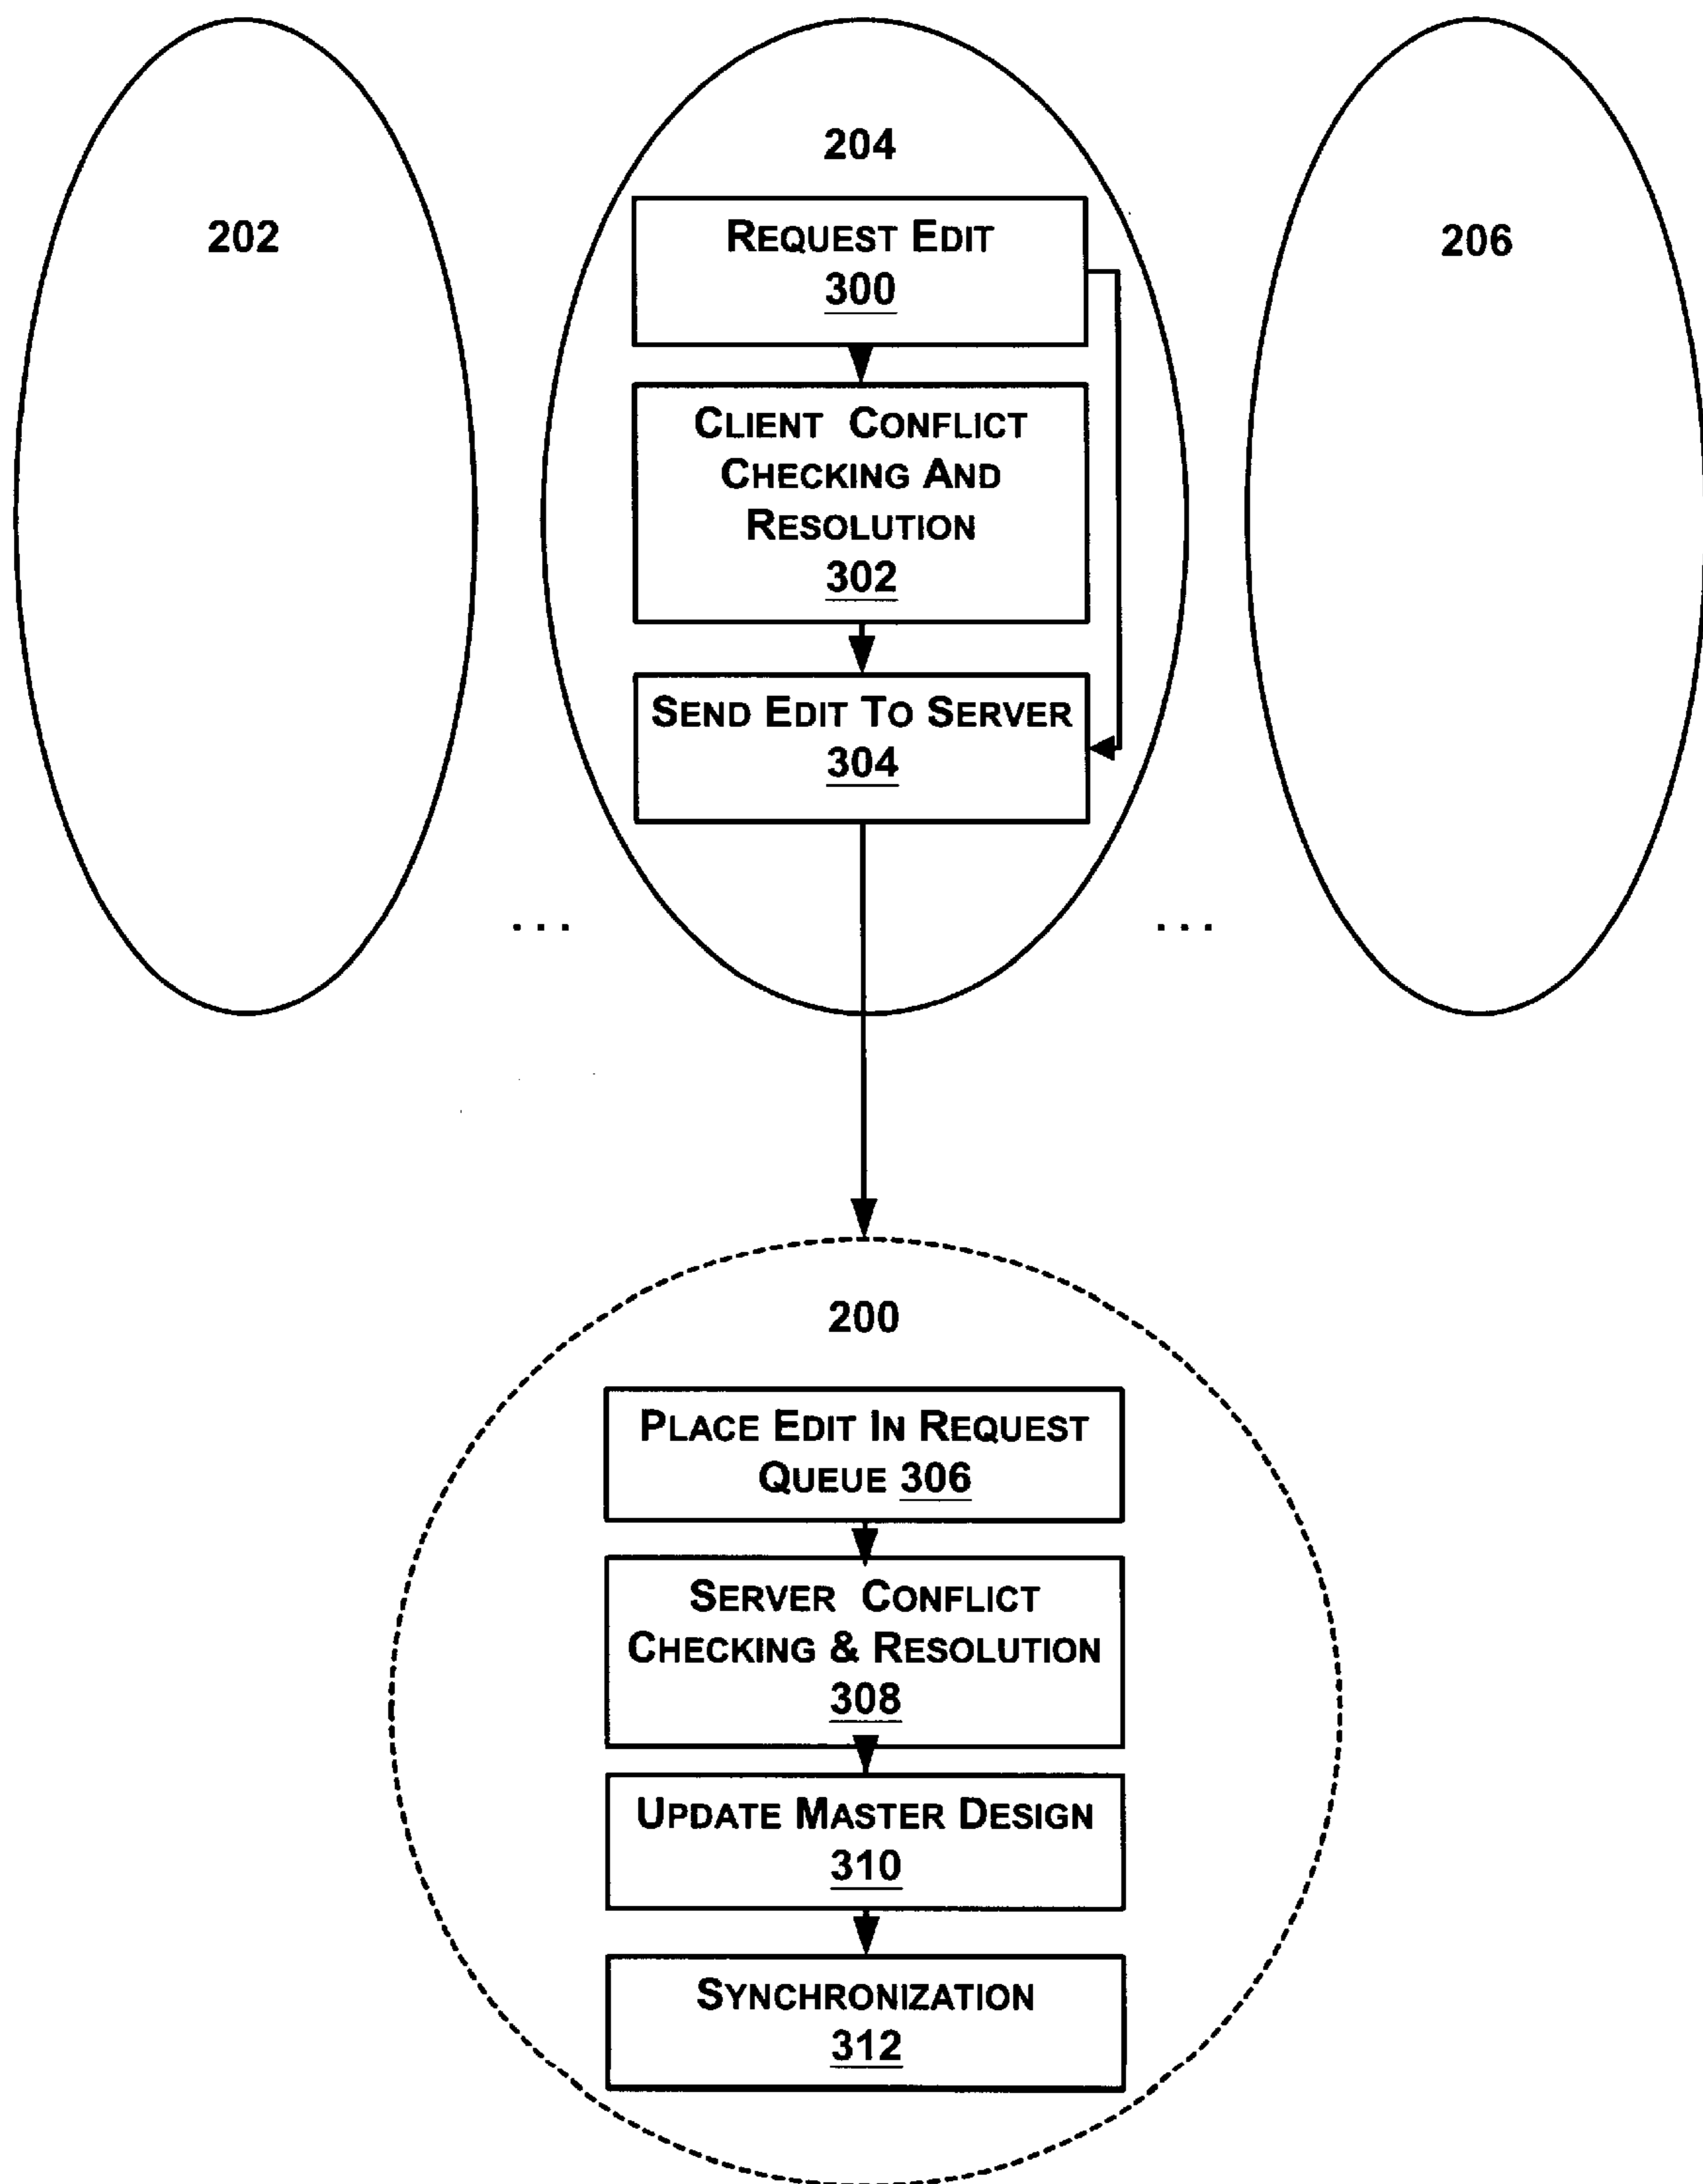 204
202
206
REQUEST EDIT
300
CLIENT CONFLICT
CHECKING AND
RESOLUTION
302
SEND EDIT TO SERVER
304
...
...
200
PLACE EDIT IN REQUEST
QUEUE 306
SERVER CONFLICT
CHECKING & RESOLUTION
308
UPDATE MASTER DESIGN
310
SYNCHRONIZATION
312